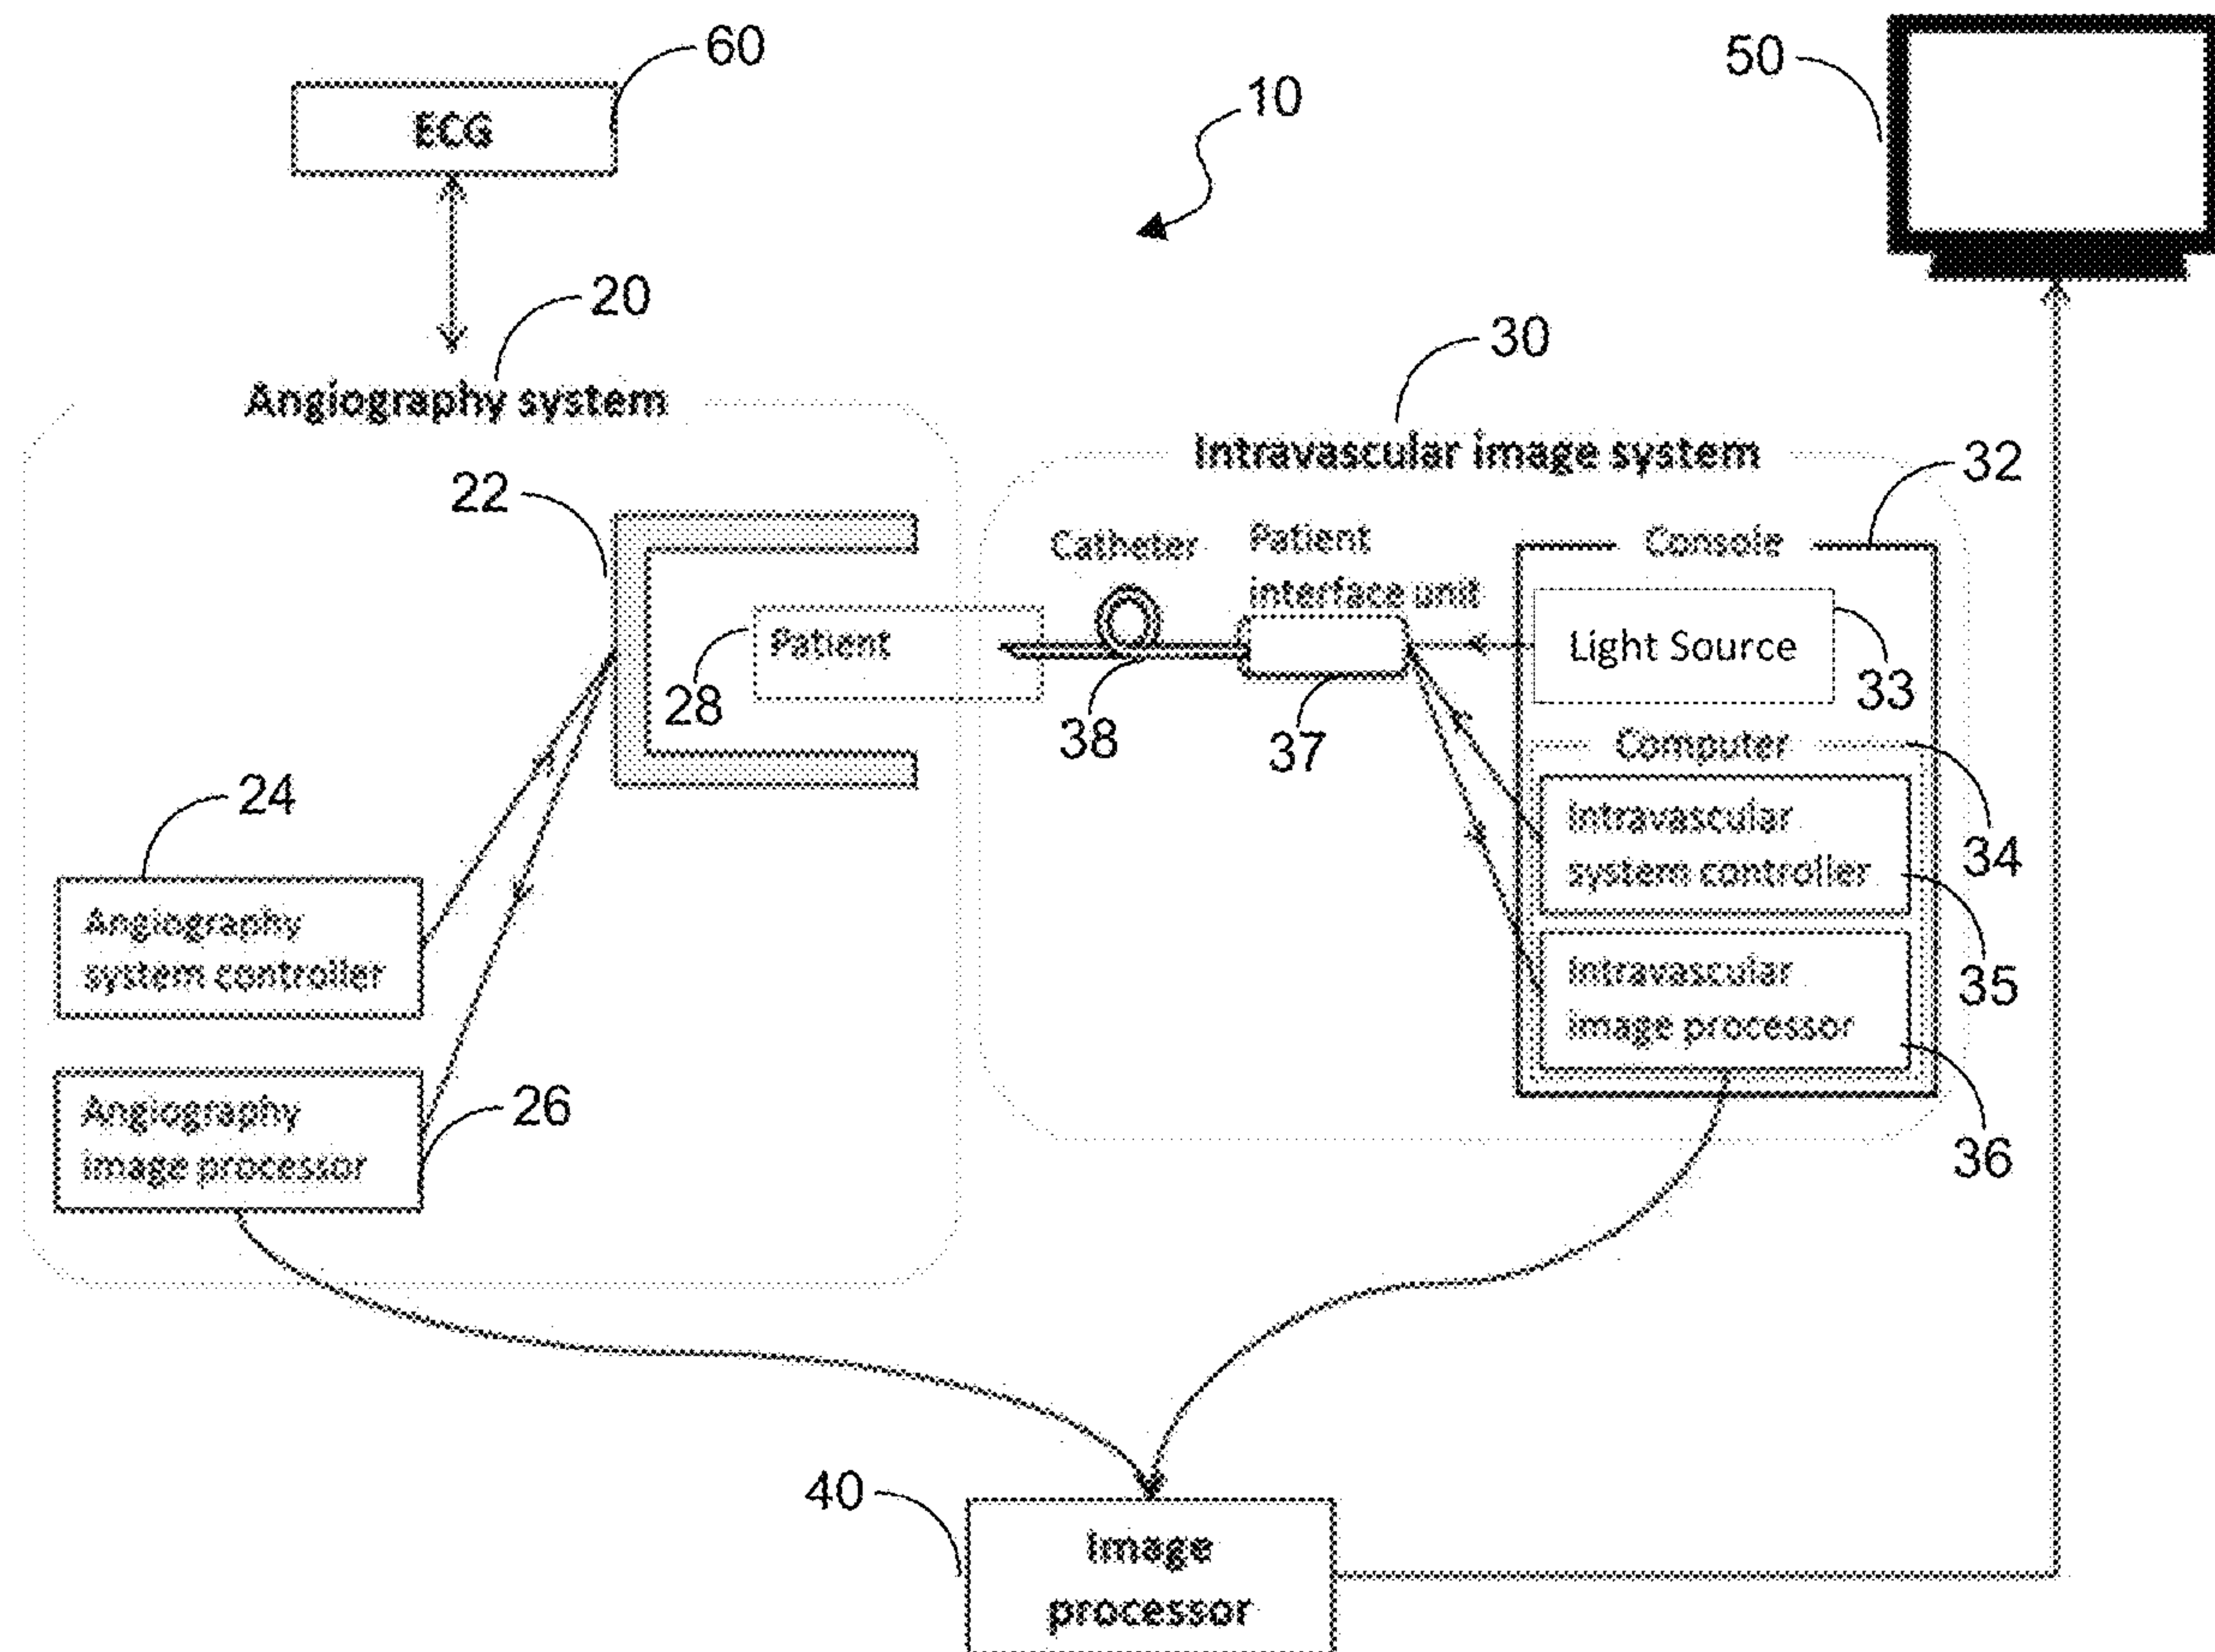 60
ECG
10
50
20
Angiography system
30
Intravascular image system
32
22
Catheter
Patient
interface unit
Console
Patient
28
38
37
Light Source
33
Computer
34
Intravascular
system controller
35
Intravascular
image processor
36
24
Angiography
system controller
Angiography
image processor
26
40
Image
processor